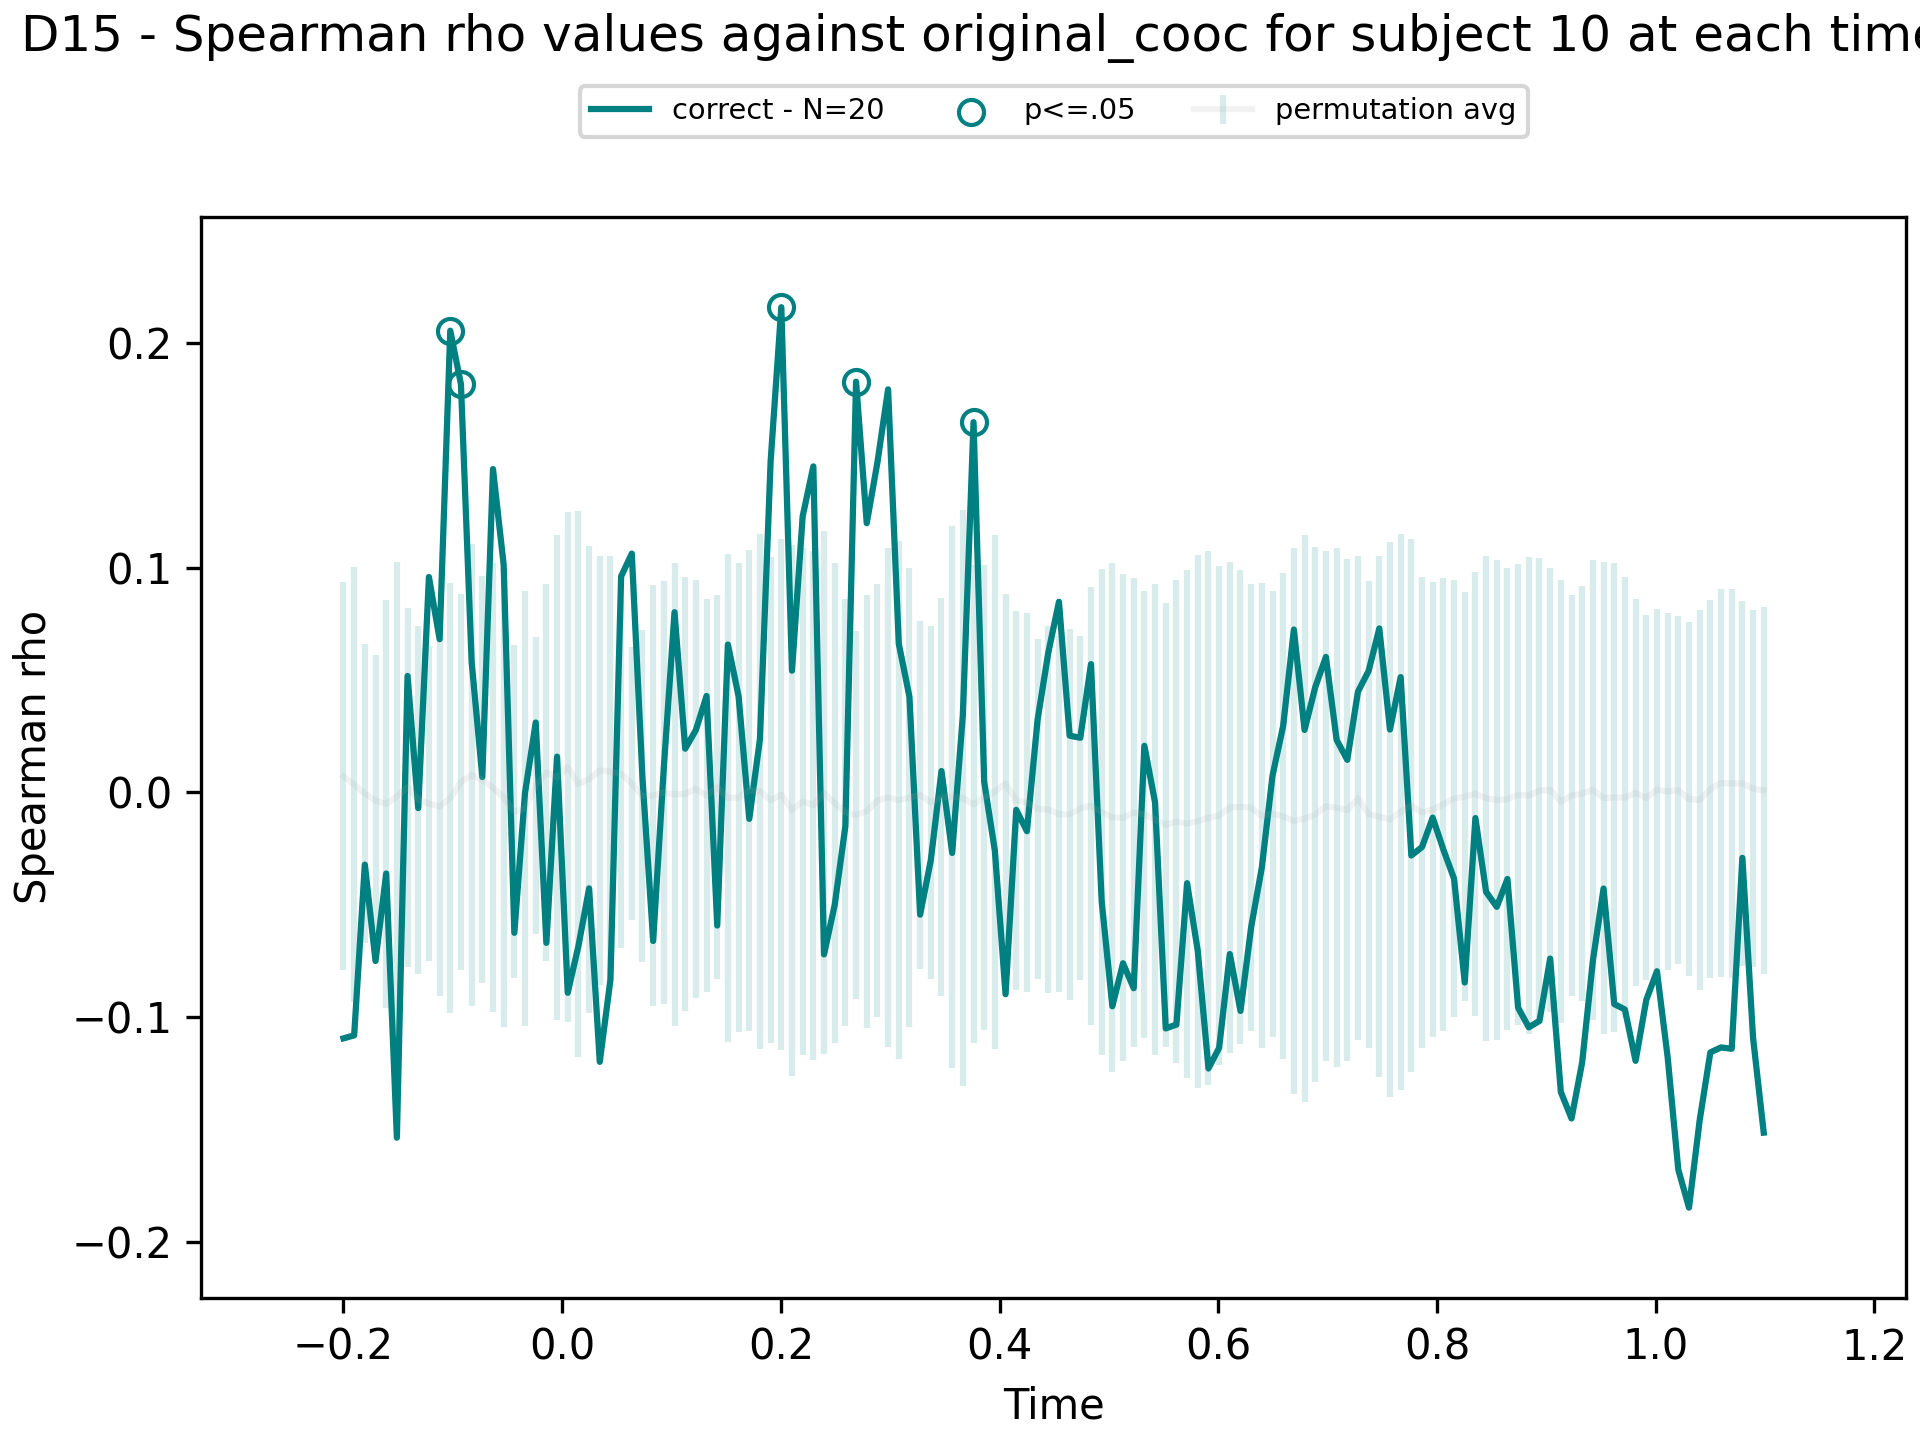 D15 - Spearman rho values against original_cooc for subject 10 at each time
correct - N=20 p<=.05 permutation avg
Spearman rho
0.2
0.1
0.0
−0.1
−0.2
−0.2 0.0 0.2 0.4 0.6 0.8 1.0 1.2
Time